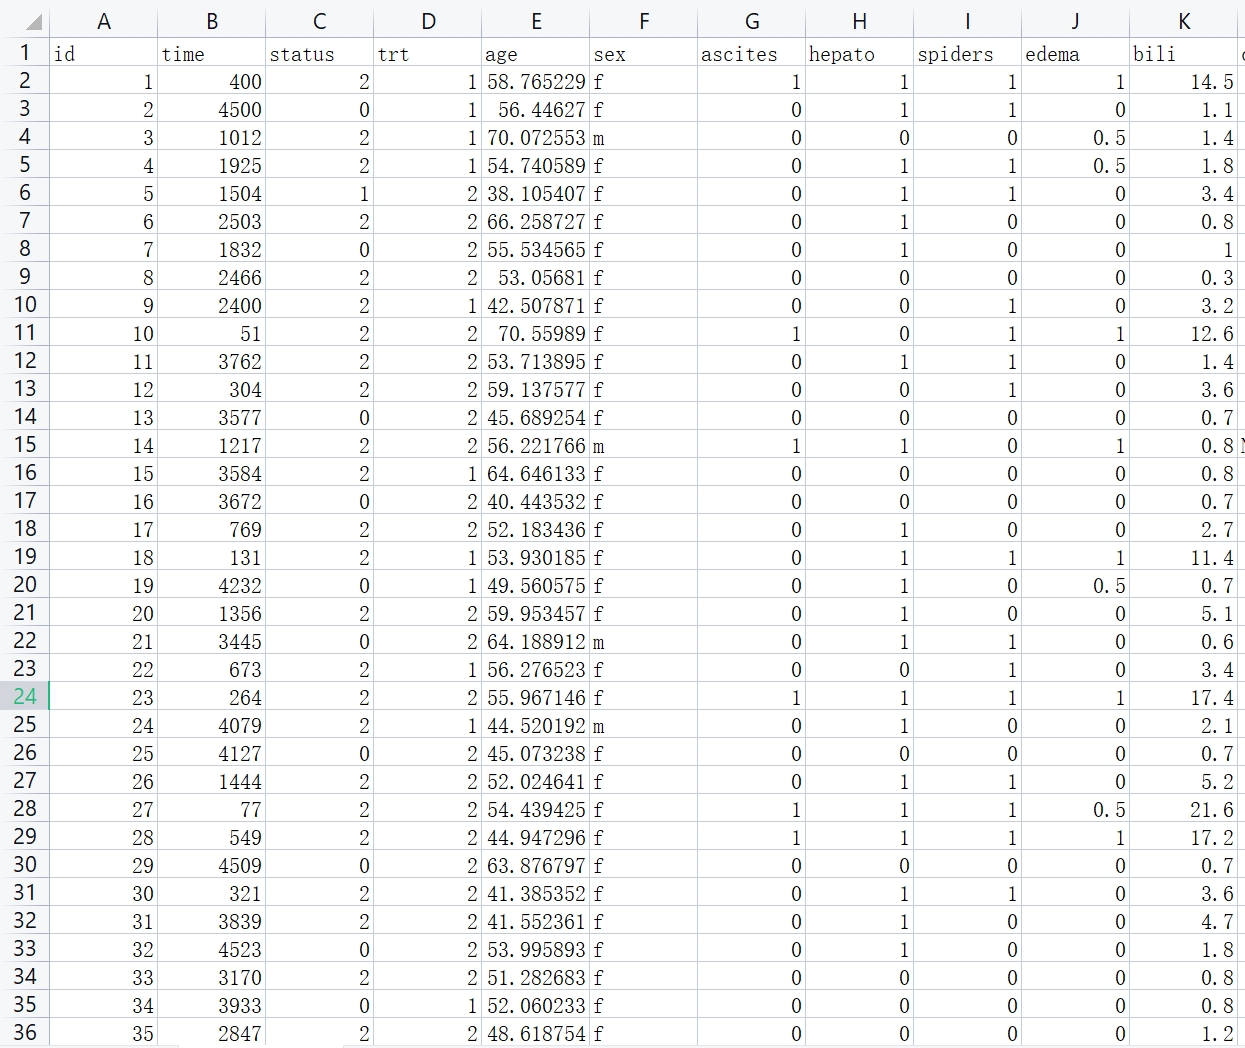 A B C D E F G H I J K
1 id time status trt age sex ascites hepato spiders edema bili
2 1 400 2 1 58.765229 f 1 1 1 1 14.5
3 2 4500 0 1 56.44627 f 0 1 1 0 1.1
4 3 1012 2 1 70.072553 m 0 0 0 0.5 1.4
5 4 1925 2 1 54.740589 f 0 1 1 0.5 1.8
6 5 1504 1 2 38.105407 f 0 1 1 0 3.4
7 6 2503 2 2 66.258727 f 0 1 0 0 0.8
8 7 1832 0 2 55.534565 f 0 1 0 0 1
9 8 2466 2 2 53.05681 f 0 0 0 0 0.3
10 9 2400 2 1 42.507871 f 0 0 1 0 3.2
11 10 51 2 2 70.55989 f 1 0 1 1 12.6
12 11 3762 2 2 53.713895 f 0 1 1 0 1.4
13 12 304 2 2 59.137577 f 0 0 1 0 3.6
14 13 3577 0 2 45.689254 f 0 0 0 0 0.7
15 14 1217 2 2 56.221766 m 1 1 0 1 0.8
16 15 3584 2 1 64.646133 f 0 0 0 0 0.8
17 16 3672 0 2 40.443532 f 0 0 0 0 0.7
18 17 769 2 2 52.183436 f 0 1 0 0 2.7
19 18 131 2 1 53.930185 f 0 1 1 1 11.4
20 19 4232 0 1 49.560575 f 0 1 0 0.5 0.7
21 20 1356 2 2 59.953457 f 0 1 0 0 5.1
22 21 3445 0 2 64.188912 m 0 1 1 0 0.6
23 22 673 2 1 56.276523 f 0 0 1 0 3.4
24 23 264 2 2 55.967146 f 1 1 1 1 17.4
25 24 4079 2 1 44.520192 m 0 1 0 0 2.1
26 25 4127 0 2 45.073238 f 0 0 0 0 0.7
27 26 1444 2 2 52.024641 f 0 1 1 0 5.2
28 27 77 2 2 54.439425 f 1 1 1 0.5 21.6
29 28 549 2 2 44.947296 f 1 1 1 1 17.2
30 29 4509 0 2 63.876797 f 0 0 0 0 0.7
31 30 321 2 2 41.385352 f 0 1 1 0 3.6
32 31 3839 2 2 41.552361 f 0 1 0 0 4.7
33 32 4523 0 2 53.995893 f 0 1 0 0 1.8
34 33 3170 2 2 51.282683 f 0 0 0 0 0.8
35 34 3933 0 1 52.060233 f 0 0 0 0 0.8
36 35 2847 2 2 48.618754 f 0 0 0 0 1.2